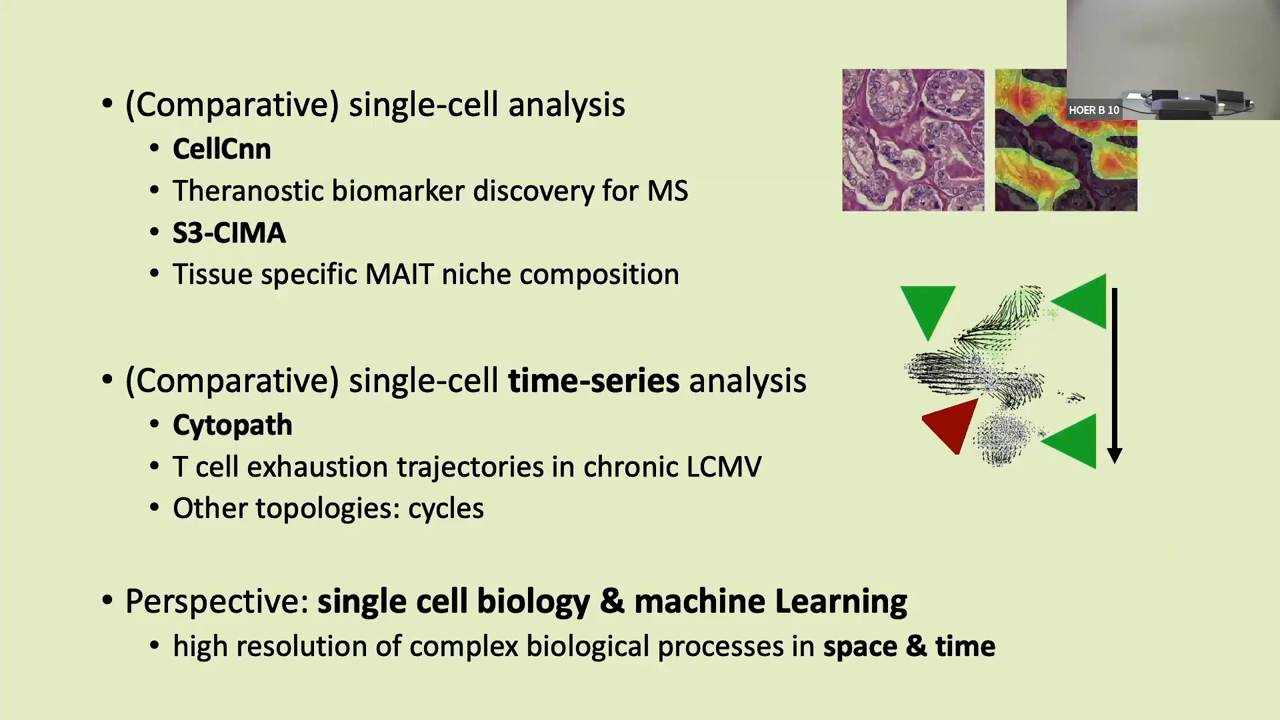 • (Comparative) single-cell analysis
• CellCnn
• Theranostic biomarker discovery for MS
• S3-CIMA
• Tissue specific MAIT niche composition
• (Comparative) single-cell time-series analysis
• Cytopath
• T cell exhaustion trajectories in chronic LCMV
• Other topologies: cycles
• Perspective: single cell biology & machine Learning
• high resolution of complex biological processes in space & time
HOER B 10